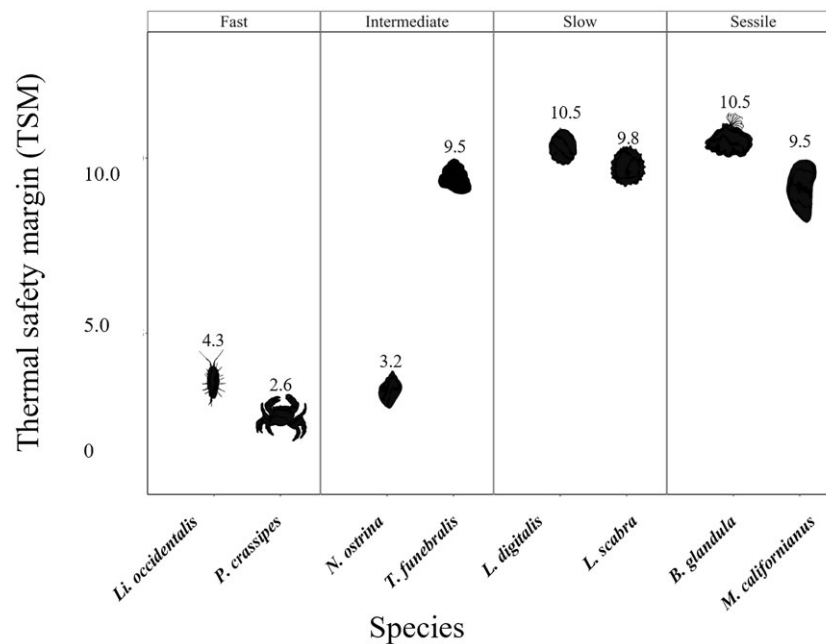 Fast Intermediate Slow Sessile
Thermal safety margin (TSM)
10.0
5.0
0
4.3
2.6
3.2
9.5
10.5
9.8
10.5
9.5
Li. occidentalis
P. crassipes
N. ostrina
T. funebralis
L. digitalis
L. scabra
B. glandula
M. californianus
Species